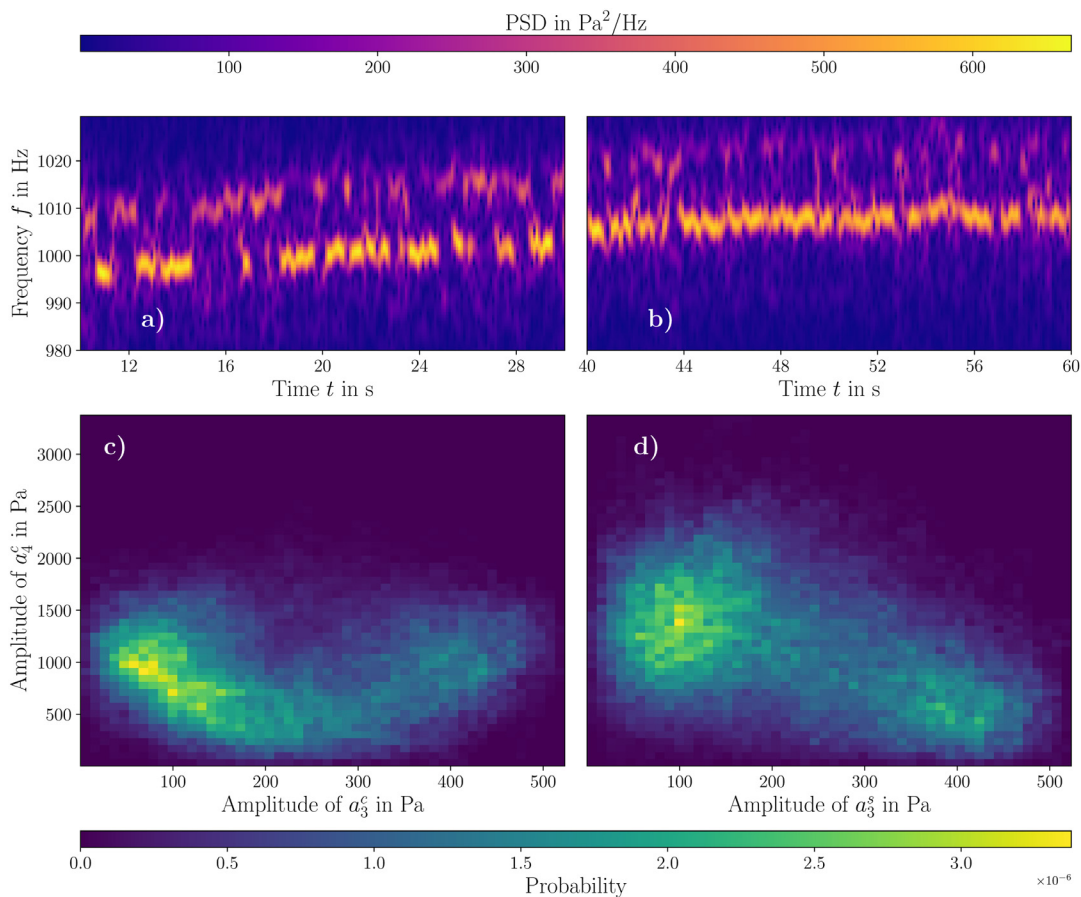 PSD in Pa²/Hz
100 200 300 400 500 600
Frequency f in Hz
1020
1010
1000
990
980
a)
b)
12 16 20 24 28
40 44 48 52 56 60
Time t in s
Time t in s
Amplitude of a₄ᶜ in Pa
3000
2500
2000
1500
1000
500
c)
d)
100 200 300 400 500
100 200 300 400 500
Amplitude of a₃ᶜ in Pa
Amplitude of a₃ˢ in Pa
0.0 0.5 1.0 1.5 2.0 2.5 3.0
×10⁻⁶
Probability